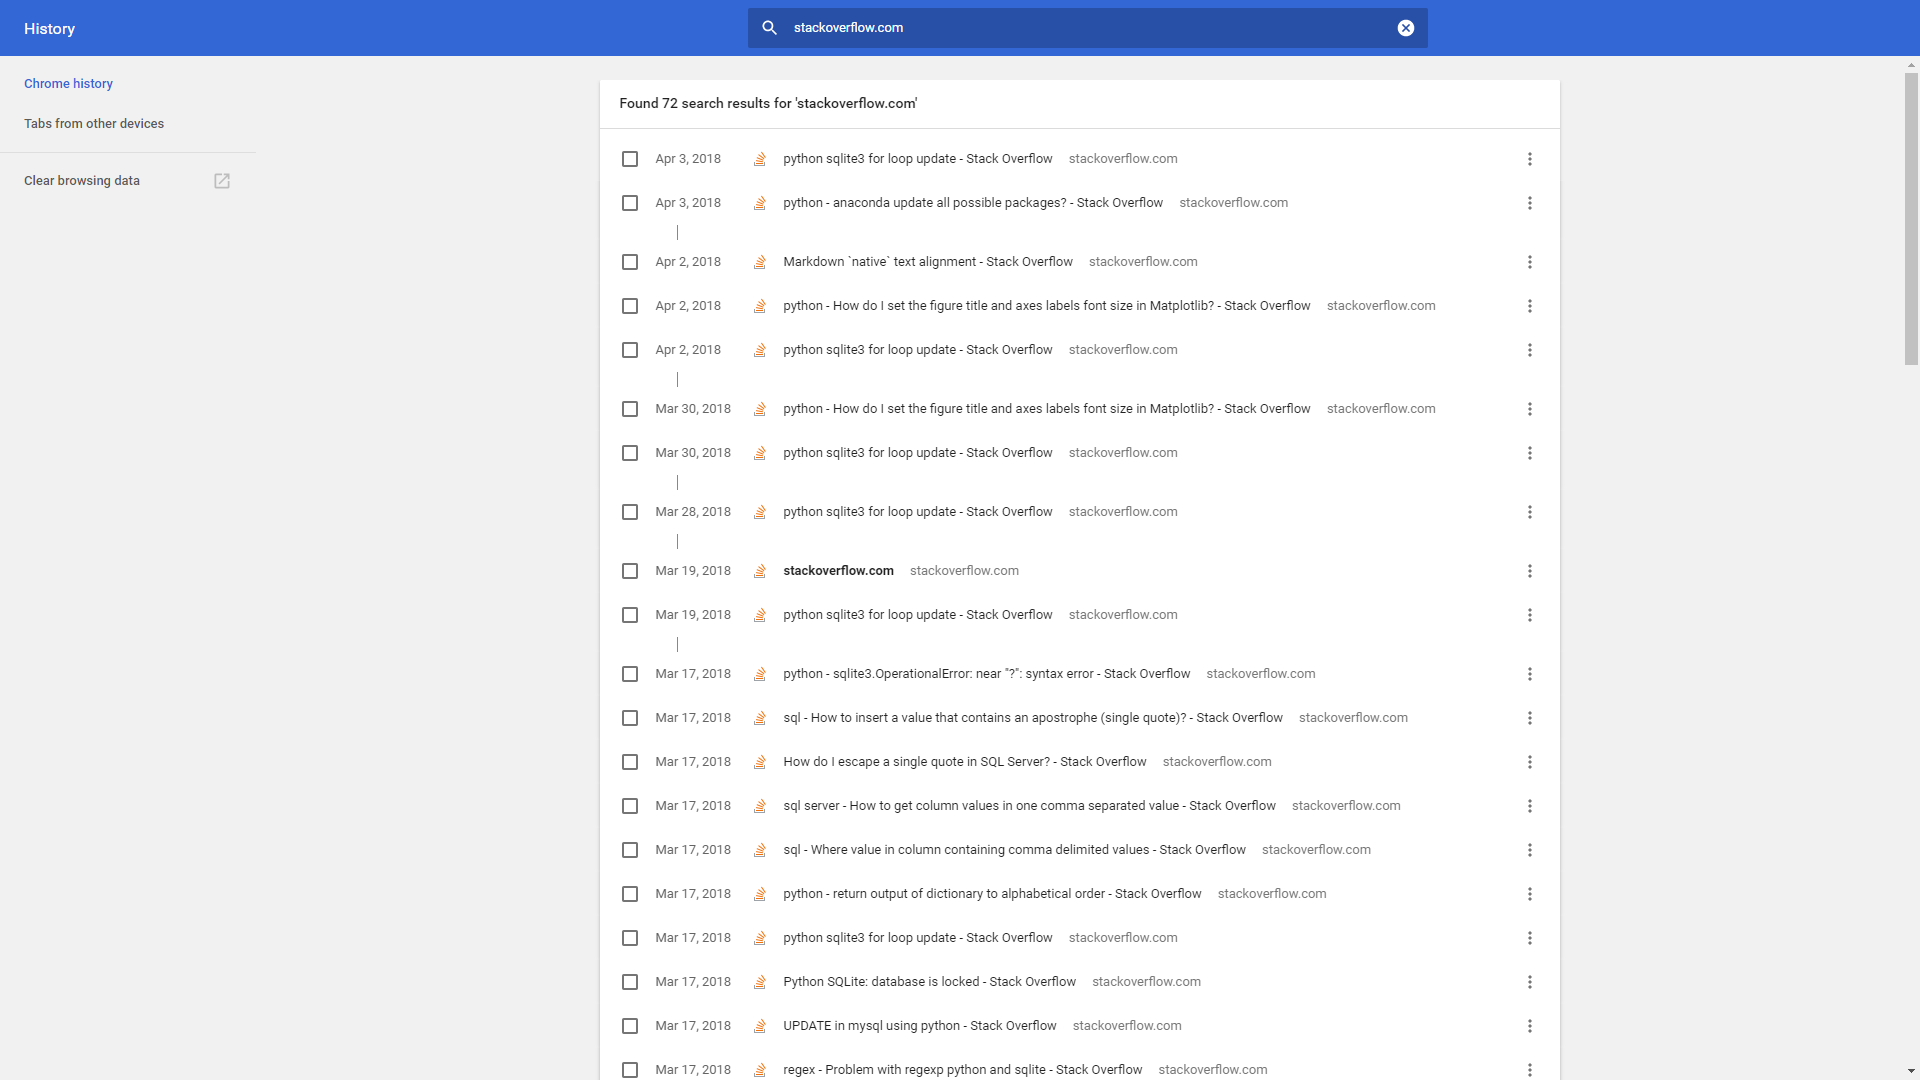 History
stackoverflow.com
Chrome history
Tabs from other devices
Clear browsing data
Found 72 search results for 'stackoverflow.com'
Apr 3, 2018 python sqlite3 for loop update - Stack Overflow stackoverflow.com
Apr 3, 2018 python - anaconda update all possible packages? - Stack Overflow stackoverflow.com
Apr 2, 2018 Markdown `native` text alignment - Stack Overflow stackoverflow.com
Apr 2, 2018 python - How do I set the figure title and axes labels font size in Matplotlib? - Stack Overflow stackoverflow.com
Apr 2, 2018 python sqlite3 for loop update - Stack Overflow stackoverflow.com
Mar 30, 2018 python - How do I set the figure title and axes labels font size in Matplotlib? - Stack Overflow stackoverflow.com
Mar 30, 2018 python sqlite3 for loop update - Stack Overflow stackoverflow.com
Mar 28, 2018 python sqlite3 for loop update - Stack Overflow stackoverflow.com
Mar 19, 2018 stackoverflow.com stackoverflow.com
Mar 19, 2018 python sqlite3 for loop update - Stack Overflow stackoverflow.com
Mar 17, 2018 python - sqlite3.OperationalError: near "?": syntax error - Stack Overflow stackoverflow.com
Mar 17, 2018 sql - How to insert a value that contains an apostrophe (single quote)? - Stack Overflow stackoverflow.com
Mar 17, 2018 How do I escape a single quote in SQL Server? - Stack Overflow stackoverflow.com
Mar 17, 2018 sql server - How to get column values in one comma separated value - Stack Overflow stackoverflow.com
Mar 17, 2018 sql - Where value in column containing comma delimited values - Stack Overflow stackoverflow.com
Mar 17, 2018 python - return output of dictionary to alphabetical order - Stack Overflow stackoverflow.com
Mar 17, 2018 python sqlite3 for loop update - Stack Overflow stackoverflow.com
Mar 17, 2018 Python SQLite: database is locked - Stack Overflow stackoverflow.com
Mar 17, 2018 UPDATE in mysql using python - Stack Overflow stackoverflow.com
Mar 17, 2018 regex - Problem with regexp python and sqlite - Stack Overflow stackoverflow.com